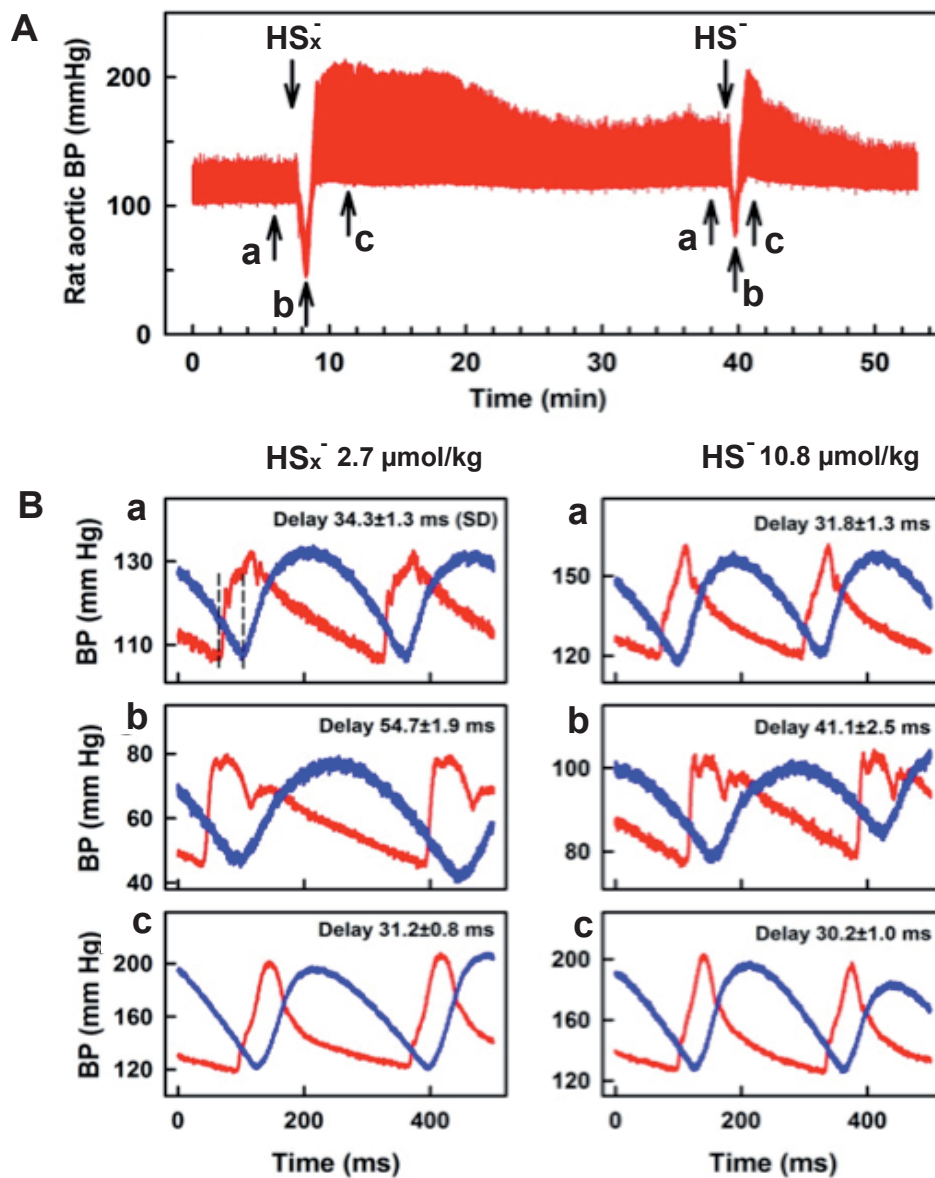 A
HSₓ⁻
HS⁻
Rat aortic BP (mmHg)
200
100
0
a
b
c
a
b
c
0 10 20 30 40 50
Time (min)
HSₓ⁻ 2.7 µmol/kg
HS⁻ 10.8 µmol/kg
B
a
Delay 34.3±1.3 ms (SD)
BP (mm Hg)
130
110
a
Delay 31.8±1.3 ms
150
120
b
Delay 54.7±1.9 ms
BP (mm Hg)
80
60
40
b
Delay 41.1±2.5 ms
100
80
c
Delay 31.2±0.8 ms
BP (mm Hg)
200
160
120
c
Delay 30.2±1.0 ms
200
160
120
0 200 400
Time (ms)
0 200 400
Time (ms)